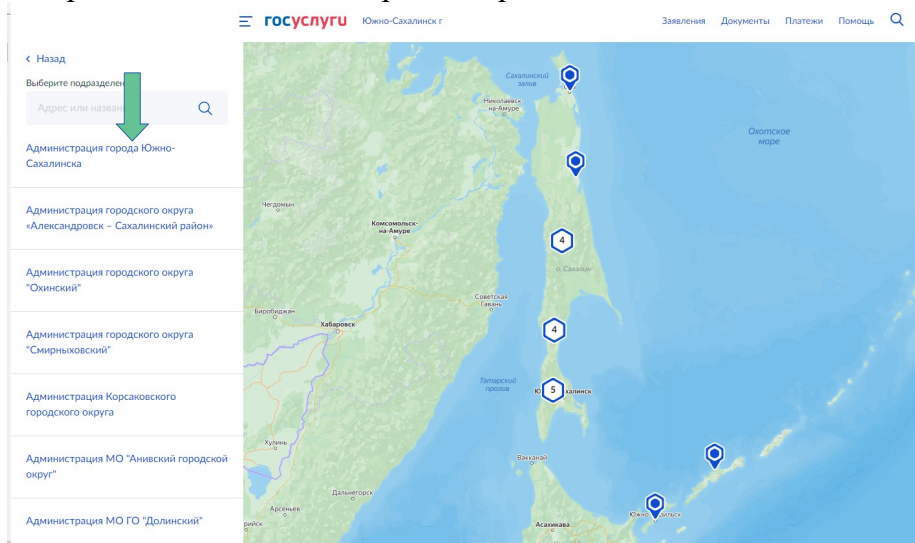 госуслуги
Южно-Сахалинск г
Заявления Документы Платежи Помощь
Назад
Выберите
Адрес или
Администрация города Южно-
Сахалинска
Администрация городского округа
«Александровск – Сахалинский район»
Администрация городского округа
"Охинский"
Администрация городского округа
"Смирныховский"
Администрация Корсаковского
городского округа
Администрация МО "Анивский городской
округ"
Администрация МО ГО "Долинский"
Сахалинский
залив
Николаевск-
на-Амуре
Охотское
море
Чегдомын
Комсомольск-
на-Амуре
4
о. Сахалин
Советская
Гавань
Биробиджан
Хабаровск
4
Татарский
пролив
5
Хулинь
Вакканай
Дальнегорск
Арсеньев
Асахикава